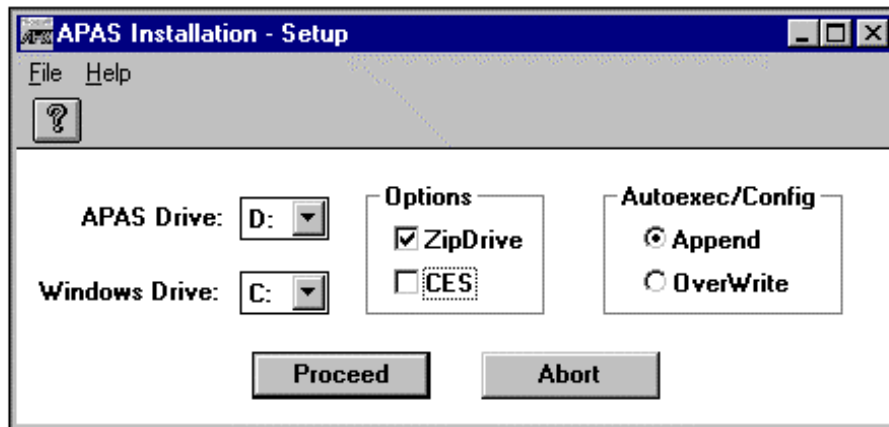 APAS Installation - Setup
File Help
?
APAS Drive: D:
Windows Drive: C:
Options
ZipDrive
CES
Autoexec/Config
Append
OverWrite
Proceed Abort